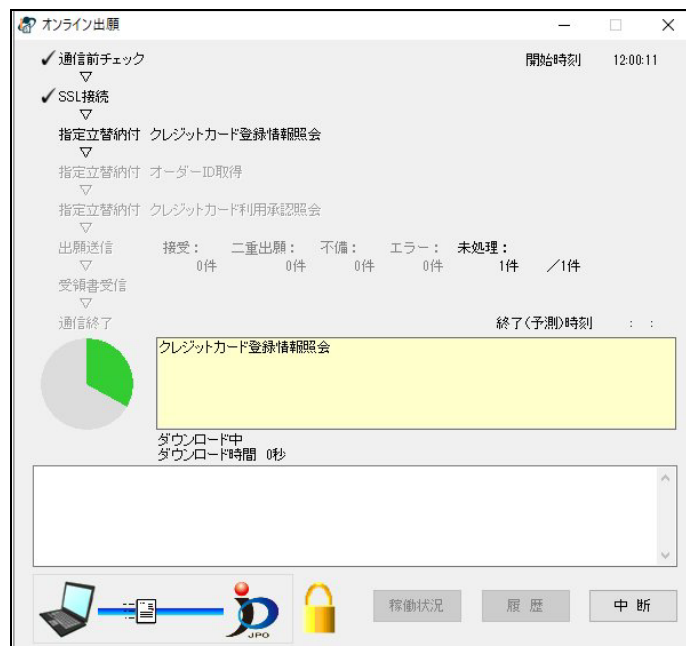 オンライン出願
通信前チェック 開始時刻 12:00:11
▽
SSL接続
▽
指定立替納付 クレジットカード登録情報照会
▽
指定立替納付 オーダーID取得
▽
指定立替納付 クレジットカード利用承認照会
▽
出願送信 接受: 二重出願: 不備: エラー: 未処理:
▽ 0件 0件 0件 0件 1件 /1件
受領書受信
▽
通信終了 終了(予測)時刻 : :
クレジットカード登録情報照会
ダウンロード中
ダウンロード時間 0秒
JPO
稼働状況 履歴 中断